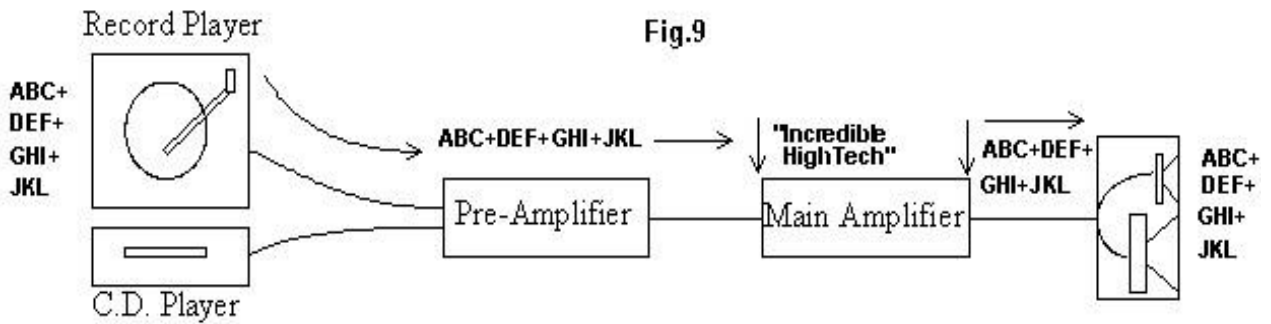 Record Player
Fig.9
ABC+
DEF+
GHI+
JKL
ABC+DEF+GHI+JKL
"Incredible
HighTech"
ABC+DEF+
GHI+JKL
ABC+
DEF+
GHI+
JKL
Pre-Amplifier
Main Amplifier
C.D. Player